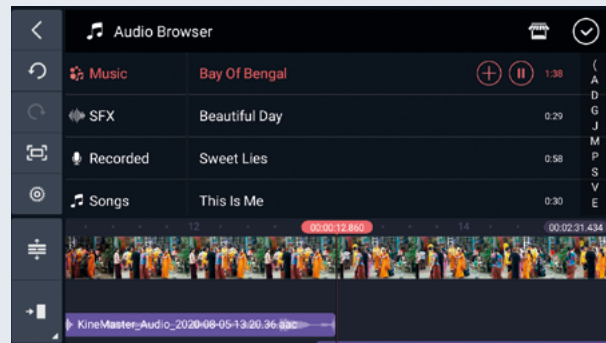 Audio Browser
Music
Bay Of Bengal
1:38
SFX
Beautiful Day
0:29
Recorded
Sweet Lies
0:58
Songs
This Is Me
0:30
(
A
D
G
J
M
P
S
V
E
12
00:00:12.860
14
00:02:31.434
KineMaster_Audio_2020-08-05-13.20.36.aac